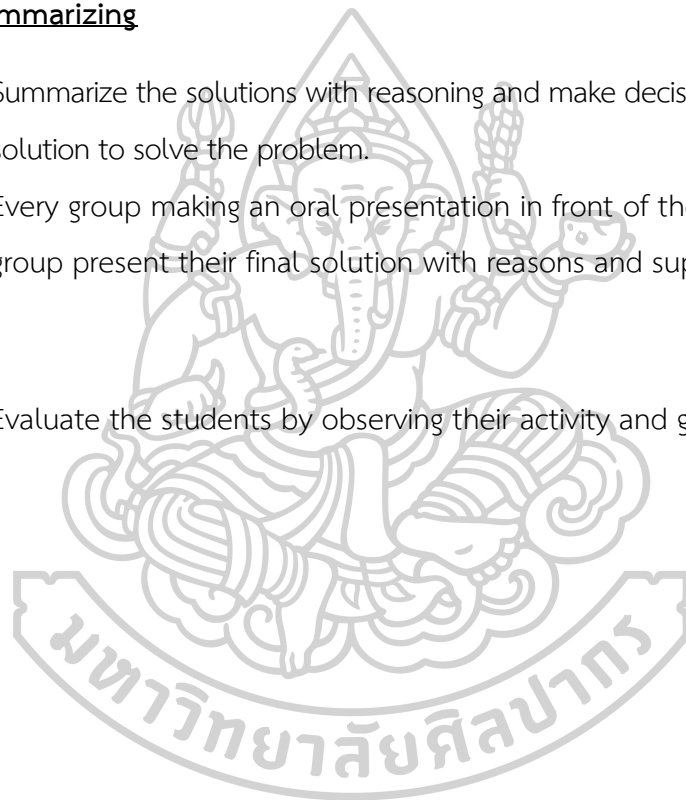 mmarizing
Summarize the solutions with reasoning and make decis
solution to solve the problem.
Every group making an oral presentation in front of the
group present their final solution with reasons and sup
Evaluate the students by observing their activity and g
มหาวิทยาลัยศิลปากร